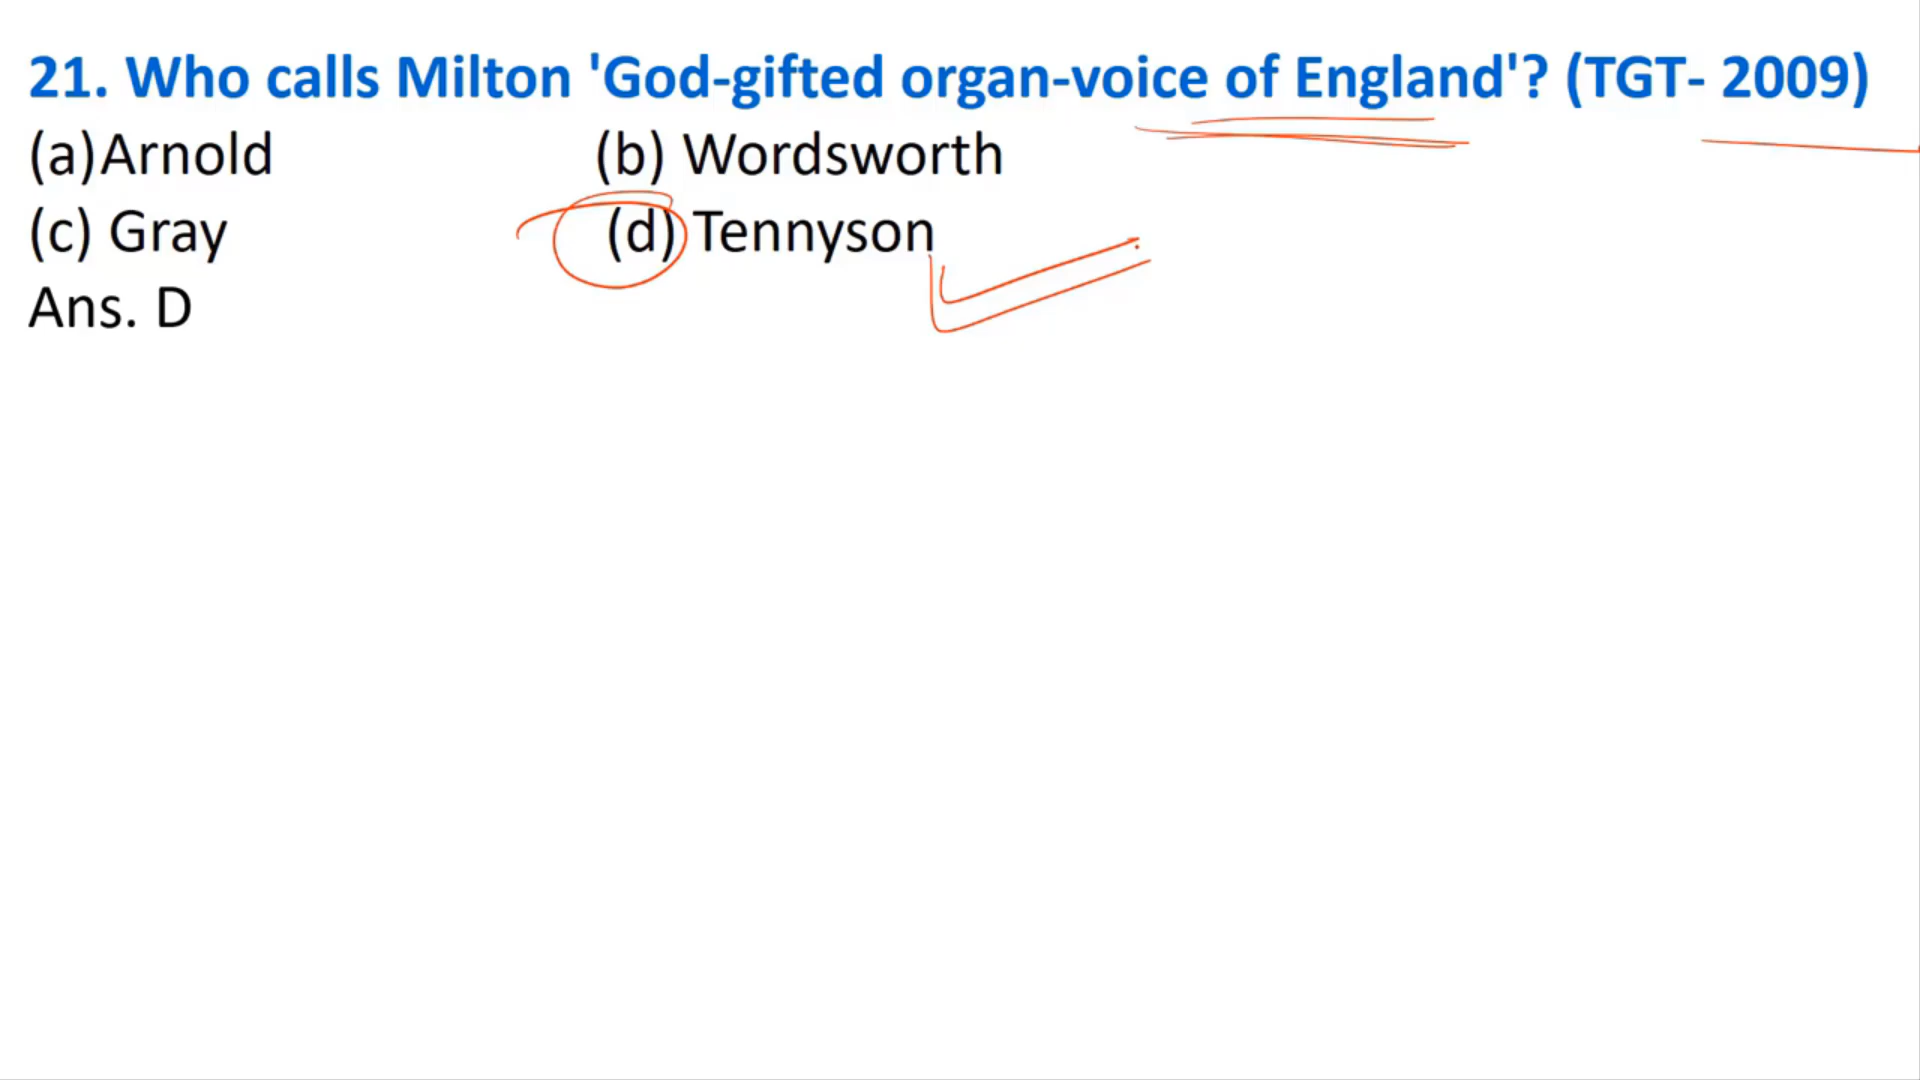 21. Who calls Milton 'God-gifted organ-voice of England'? (TGT- 2009)
(a)Arnold (b) Wordsworth
(c) Gray (d) Tennyson
Ans. D